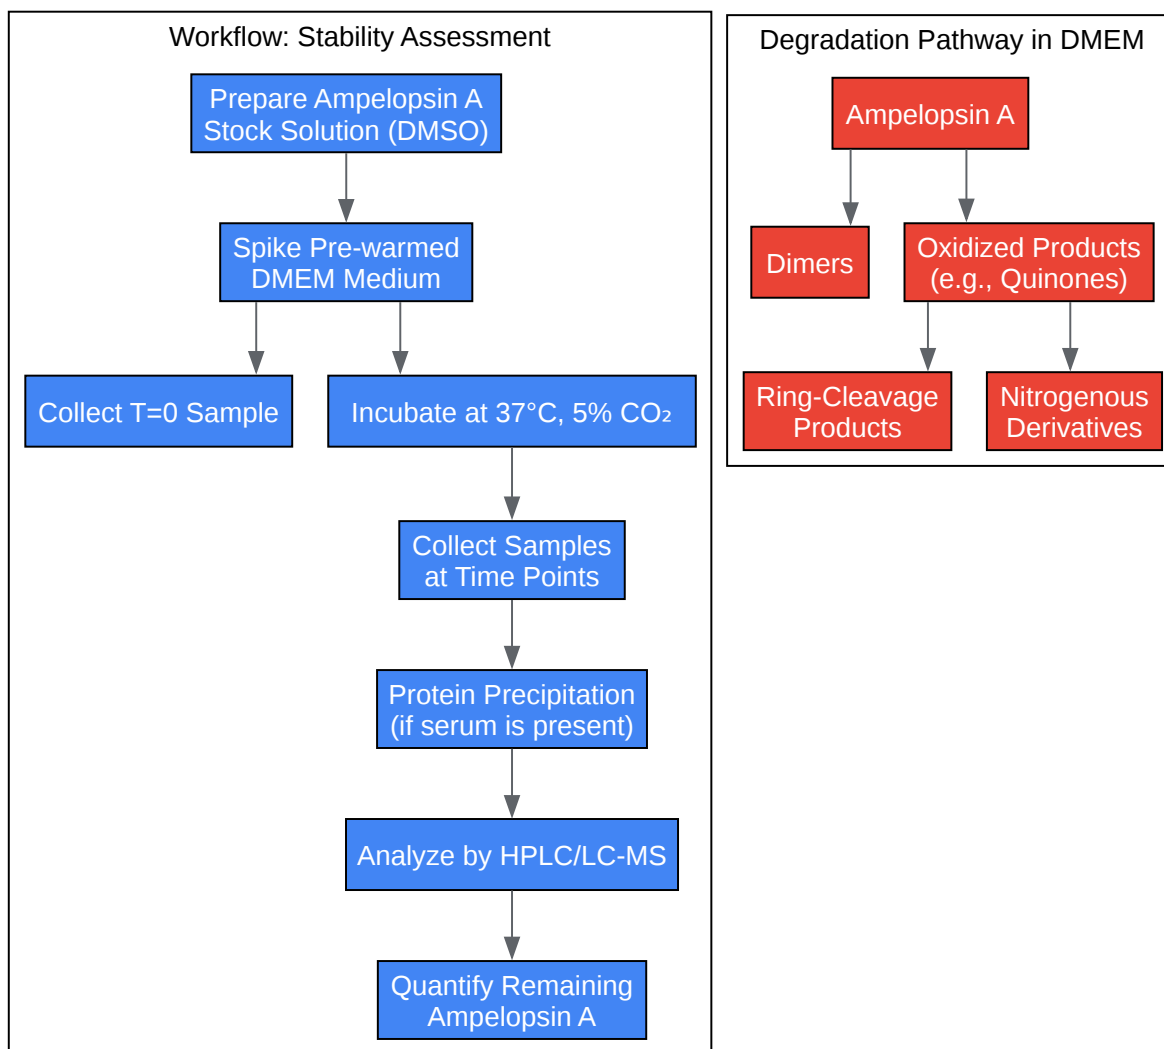 Workflow: Stability Assessment
Prepare Ampelopsin A
Stock Solution (DMSO)
Spike Pre-warmed
DMEM Medium
Collect T=0 Sample
Incubate at 37°C, 5% CO₂
Collect Samples
at Time Points
Protein Precipitation
(if serum is present)
Analyze by HPLC/LC-MS
Quantify Remaining
Ampelopsin A
Degradation Pathway in DMEM
Ampelopsin A
Dimers
Oxidized Products
(e.g., Quinones)
Ring-Cleavage
Products
Nitrogenous
Derivatives